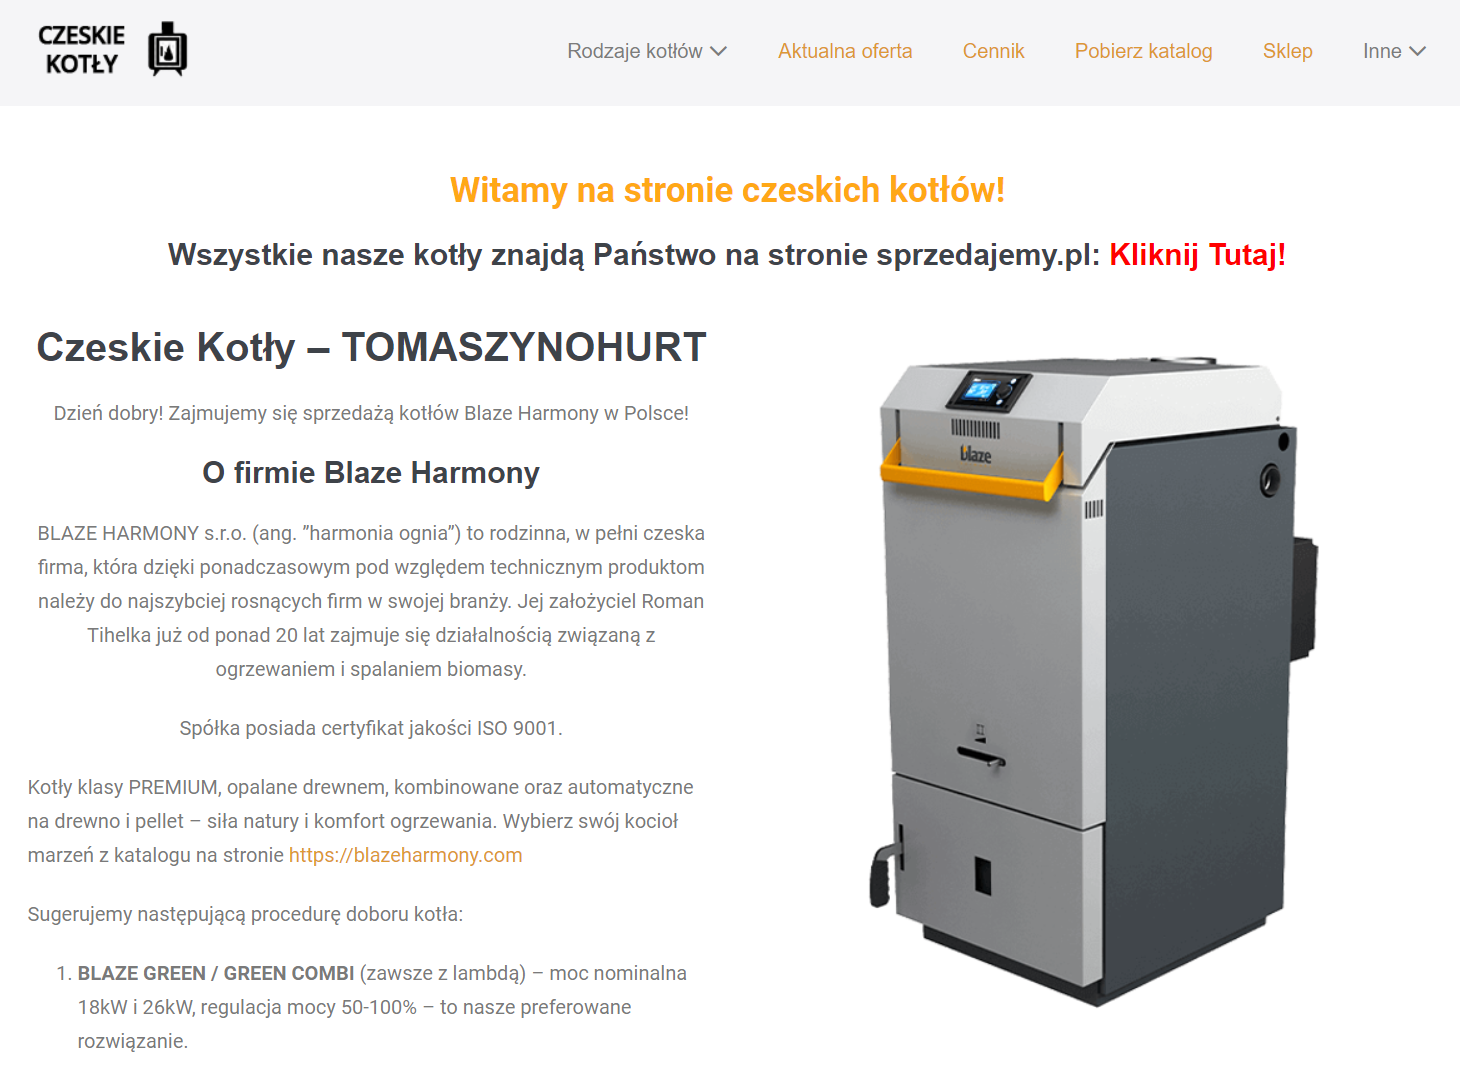 CZESKIE
KOTŁY
Rodzaje kotłów
Aktualna oferta
Cennik
Pobierz katalog
Sklep
Inne
Witamy na stronie czeskich kotłów!
Wszystkie nasze kotły znajdą Państwo na stronie sprzedajemy.pl: Kliknij Tutaj!
Czeskie Kotły – TOMASZYNOHURT
Dzień dobry! Zajmujemy się sprzedażą kotłów Blaze Harmony w Polsce!
O firmie Blaze Harmony
BLAZE HARMONY s.r.o. (ang. ”harmonia ognia”) to rodzinna, w pełni czeska
firma, która dzięki ponadczasowym pod względem technicznym produktom
należy do najszybciej rosnących firm w swojej branży. Jej założyciel Roman
Tihelka już od ponad 20 lat zajmuje się działalnością związaną z
ogrzewaniem i spalaniem biomasy.
Spółka posiada certyfikat jakości ISO 9001.
Kotły klasy PREMIUM, opalane drewnem, kombinowane oraz automatyczne
na drewno i pellet – siła natury i komfort ogrzewania. Wybierz swój kocioł
marzeń z katalogu na stronie https://blazeharmony.com
Sugerujemy następującą procedurę doboru kotła:
1. BLAZE GREEN / GREEN COMBI (zawsze z lambdą) – moc nominalna
18kW i 26kW, regulacja mocy 50-100% – to nasze preferowane
rozwiązanie.
blaze